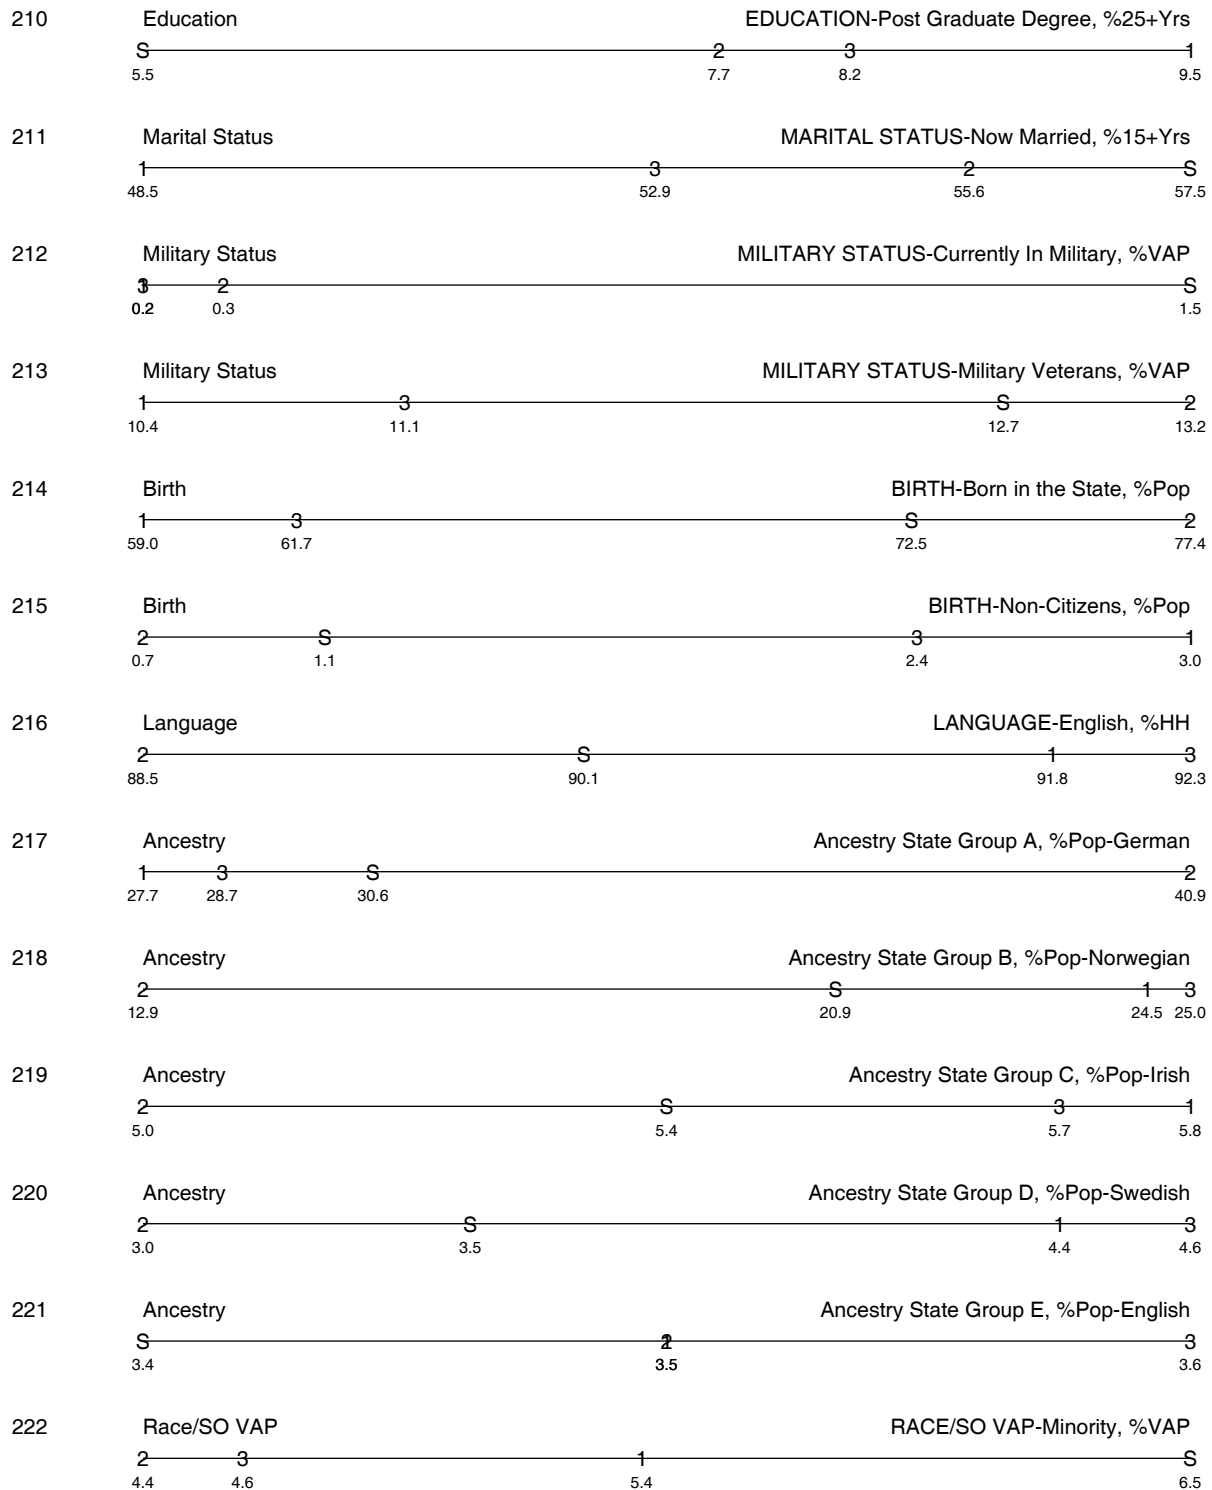 210 Education EDUCATION-Post Graduate Degree, %25+Yrs
S 2 3 1
5.5 7.7 8.2 9.5
211 Marital Status MARITAL STATUS-Now Married, %15+Yrs
1 3 2 S
48.5 52.9 55.6 57.5
212 Military Status MILITARY STATUS-Currently In Military, %VAP
3 2 S
0.2 0.3 1.5
213 Military Status MILITARY STATUS-Military Veterans, %VAP
1 3 S 2
10.4 11.1 12.7 13.2
214 Birth BIRTH-Born in the State, %Pop
1 3 S 2
59.0 61.7 72.5 77.4
215 Birth BIRTH-Non-Citizens, %Pop
2 S 3 1
0.7 1.1 2.4 3.0
216 Language LANGUAGE-English, %HH
2 S 1 3
88.5 90.1 91.8 92.3
217 Ancestry Ancestry State Group A, %Pop-German
1 3 S 2
27.7 28.7 30.6 40.9
218 Ancestry Ancestry State Group B, %Pop-Norwegian
2 S 1 3
12.9 20.9 24.5 25.0
219 Ancestry Ancestry State Group C, %Pop-Irish
2 S 3 1
5.0 5.4 5.7 5.8
220 Ancestry Ancestry State Group D, %Pop-Swedish
2 S 1 3
3.0 3.5 4.4 4.6
221 Ancestry Ancestry State Group E, %Pop-English
S 2 3
3.4 3.5 3.6
222 Race/SO VAP RACE/SO VAP-Minority, %VAP
2 3 1 S
4.4 4.6 5.4 6.5